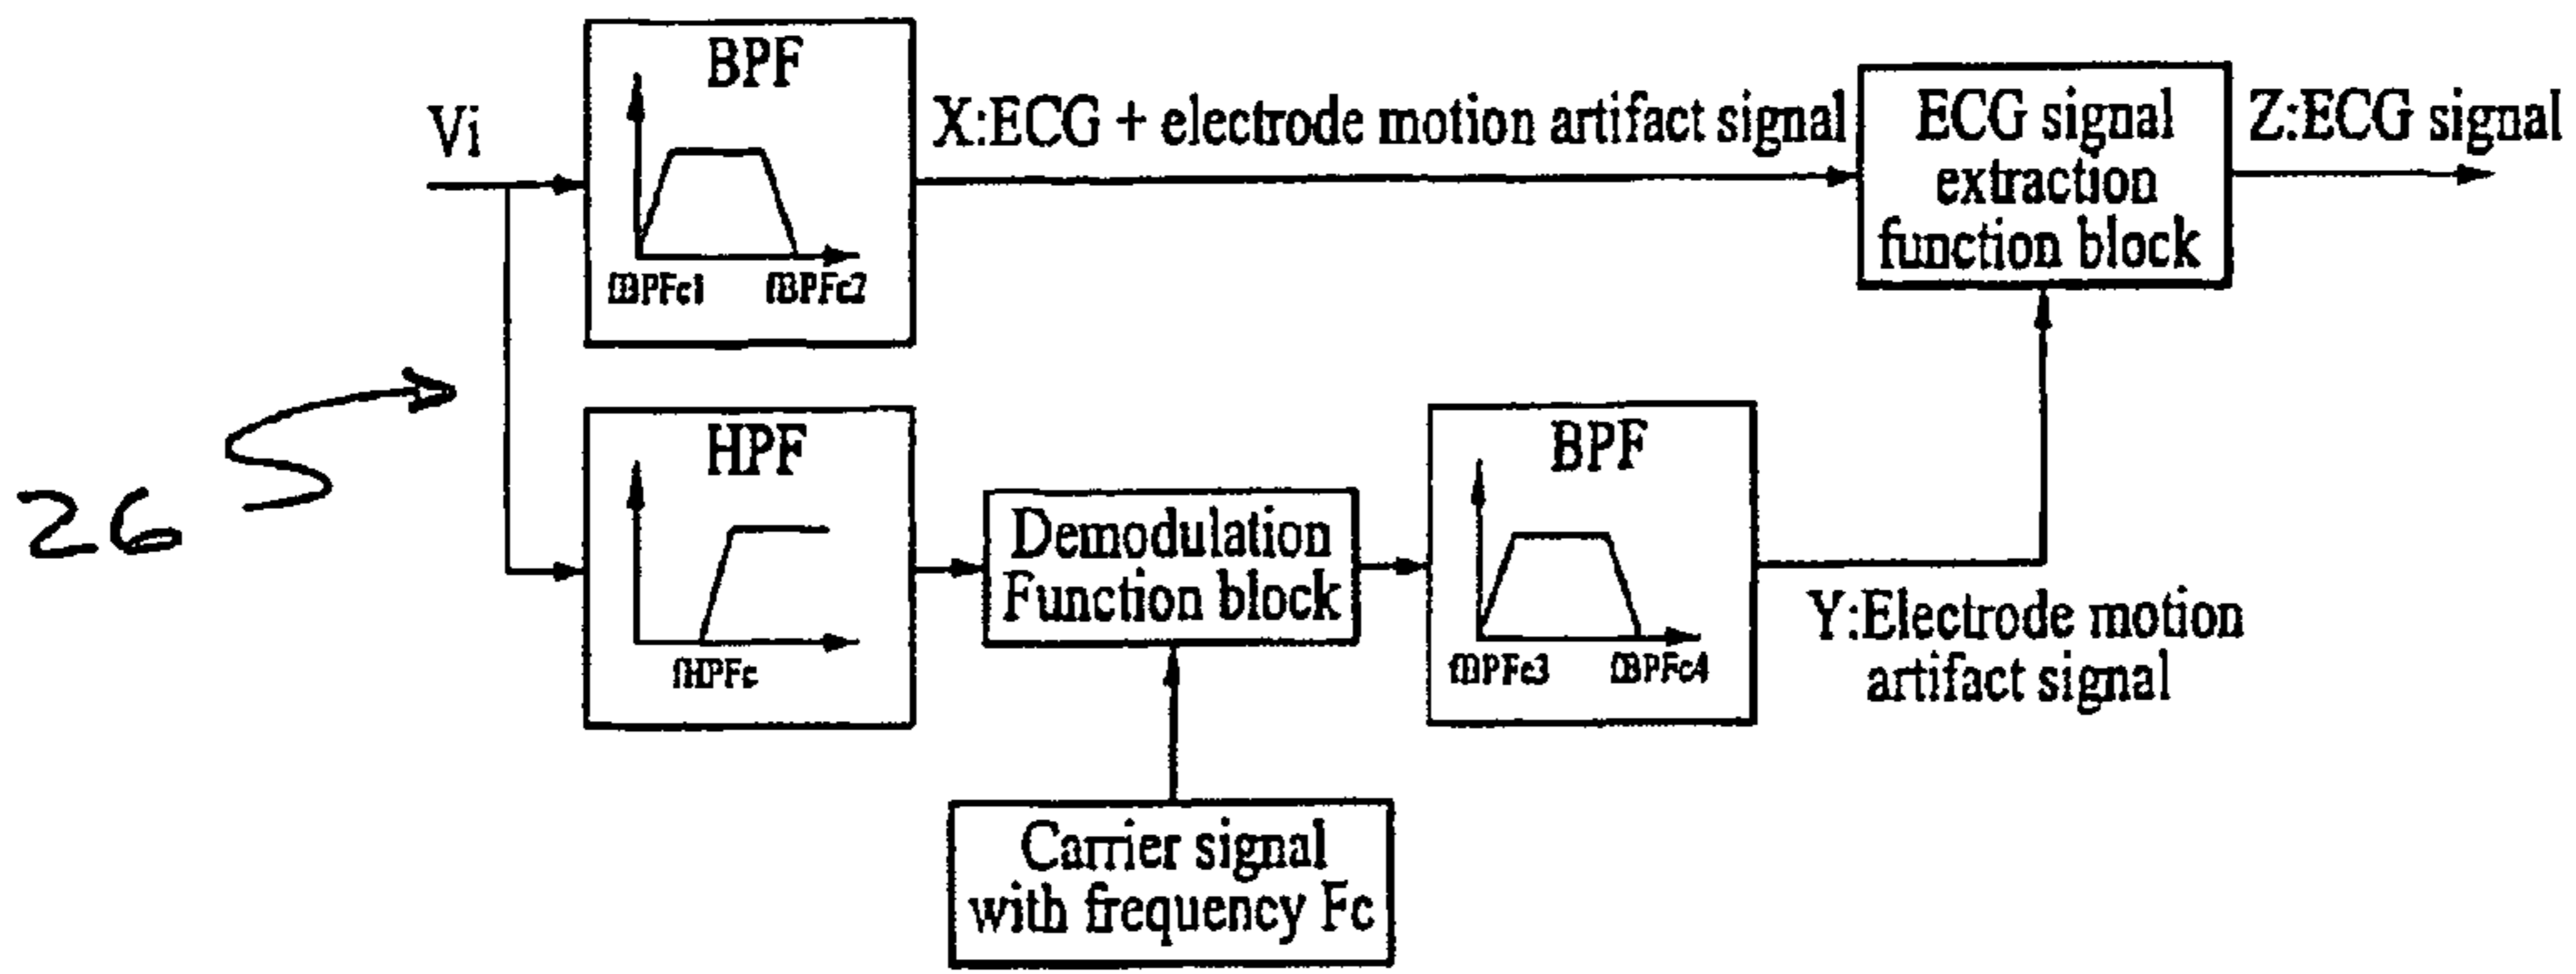 BPF
Vi
fBPFc1
fBPFc2
X:ECG + electrode motion artifact signal
ECG signal
extraction
function block
Z:ECG signal
26
HPF
fHPFc
Demodulation
Function block
BPF
fBPFc3
fBPFc4
Y:Electrode motion
artifact signal
Carrier signal
with frequency Fc